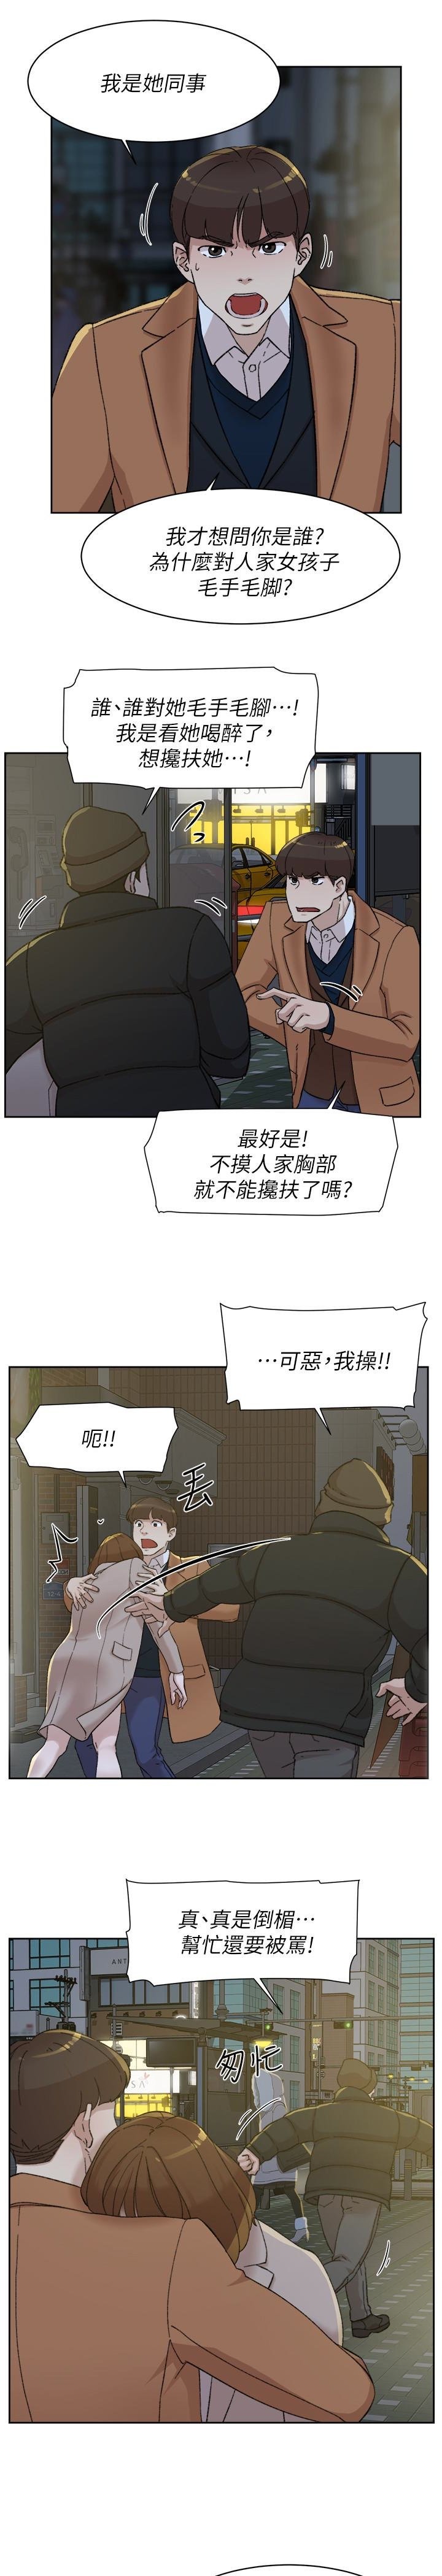 我是她同事
我才想問你是誰?
為什麼對人家女孩子
毛手毛腳?
誰、誰對她毛手毛腳…!
我是看她喝醉了,
想攙扶她…!
最好是!
不摸人家胸部
就不能攙扶了嗎?
…可惡,我操!!
呃!!
丟
真、真是倒楣…
幫忙還要被罵!
ANT
匆忙